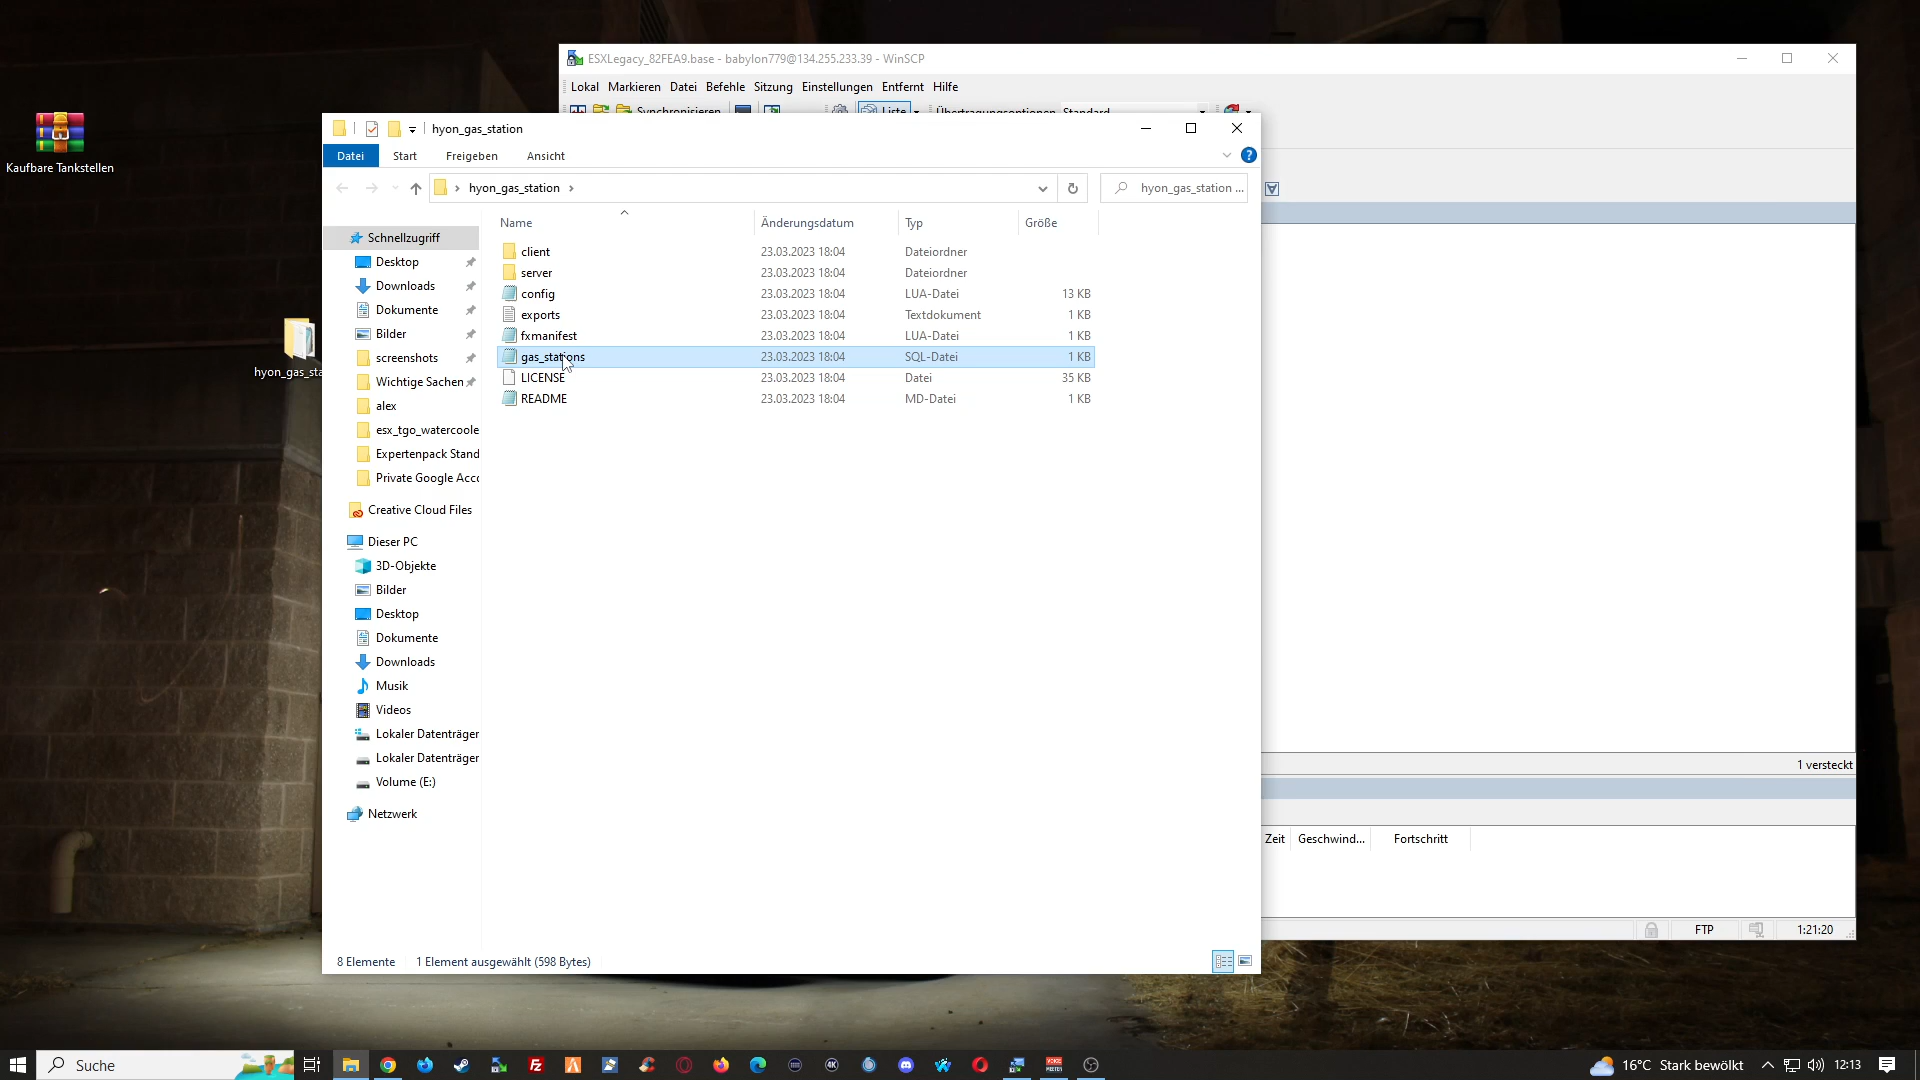 ESXLegacy_82FEA9.base - babylon779@134.255.233.39 - WinSCP
Lokal Markieren Datei Befehle Sitzung Einstellungen Entfernt Hilfe
Synchronisieren Liste Übertragungsoptionen Standard
Kaufbare Tankstellen
hyon_gas_sta
hyon_gas_station
Datei Start Freigeben Ansicht
hyon_gas_station
hyon_gas_station ...
Name Änderungsdatum Typ Größe
client 23.03.2023 18:04 Dateiordner
server 23.03.2023 18:04 Dateiordner
config 23.03.2023 18:04 LUA-Datei 13 KB
exports 23.03.2023 18:04 Textdokument 1 KB
fxmanifest 23.03.2023 18:04 LUA-Datei 1 KB
gas_stations 23.03.2023 18:04 SQL-Datei 1 KB
LICENSE 23.03.2023 18:04 Datei 35 KB
README 23.03.2023 18:04 MD-Datei 1 KB
Schnellzugriff
Desktop
Downloads
Dokumente
Bilder
screenshots
Wichtige Sachen
alex
esx_tgo_watercoole
Expertenpack Stand
Private Google Acco
Creative Cloud Files
Dieser PC
3D-Objekte
Bilder
Desktop
Dokumente
Downloads
Musik
Videos
Lokaler Datenträger
Lokaler Datenträger
Volume (E:)
Netzwerk
8 Elemente 1 Element ausgewählt (598 Bytes)
1 versteckt
Zeit Geschwind... Fortschritt
FTP 1:21:20
Suche
16°C Stark bewölkt 12:13